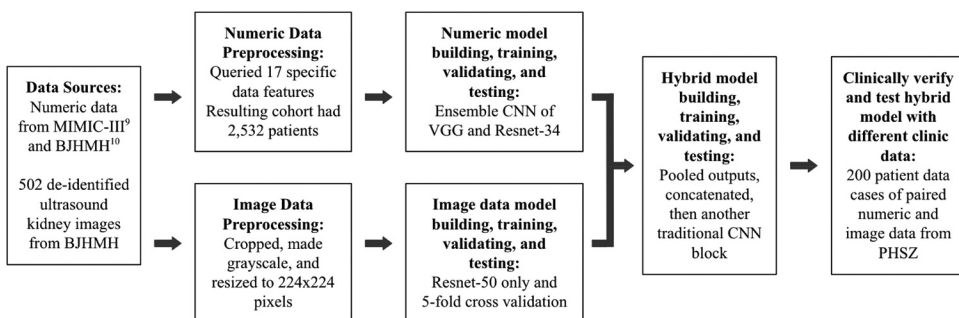 Data Sources:
Numeric data
from MIMIC-III⁹
and BJHMH¹⁰
502 de-identified
ultrasound
kidney images
from BJHMH
Numeric Data
Preprocessing:
Queried 17 specific
data features
Resulting cohort had
2,532 patients
Image Data
Preprocessing:
Cropped, made
grayscale, and
resized to 224x224
pixels
Numeric model
building, training,
validating, and
testing:
Ensemble CNN of
VGG and Resnet-34
Image data model
building, training,
validating, and
testing:
Resnet-50 only and
5-fold cross validation
Hybrid model
building,
training,
validating, and
testing:
Pooled outputs,
concatenated,
then another
traditional CNN
block
Clinically verify
and test hybrid
model with
different clinic
data:
200 patient data
cases of paired
numeric and
image data from
PHSZ